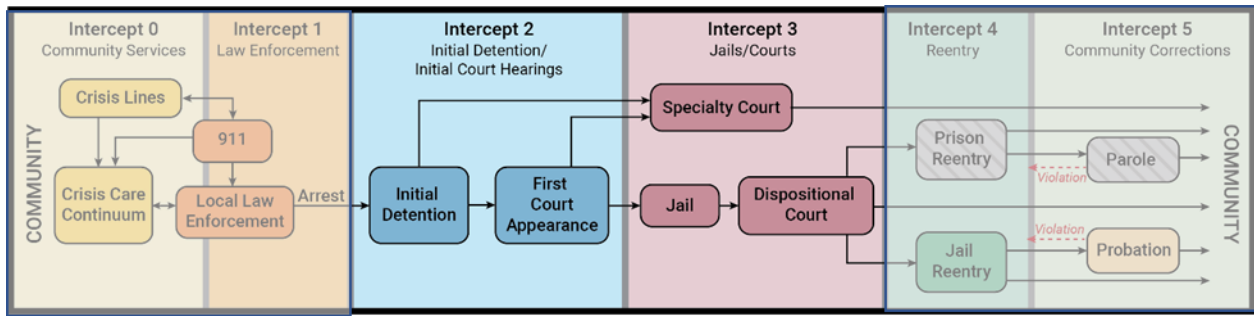 Intercept 0
Community Services
Intercept 1
Law Enforcement
Intercept 2
Initial Detention/
Initial Court Hearings
Intercept 3
Jails/Courts
Intercept 4
Reentry
Intercept 5
Community Corrections
COMMUNITY
Crisis Lines
911
Crisis Care
Continuum
Local Law
Enforcement
Arrest
Initial
Detention
First
Court
Appearance
Specialty Court
Jail
Dispositional
Court
Prison
Reentry
Parole
Violation
Jail
Reentry
Probation
Violation
COMMUNITY